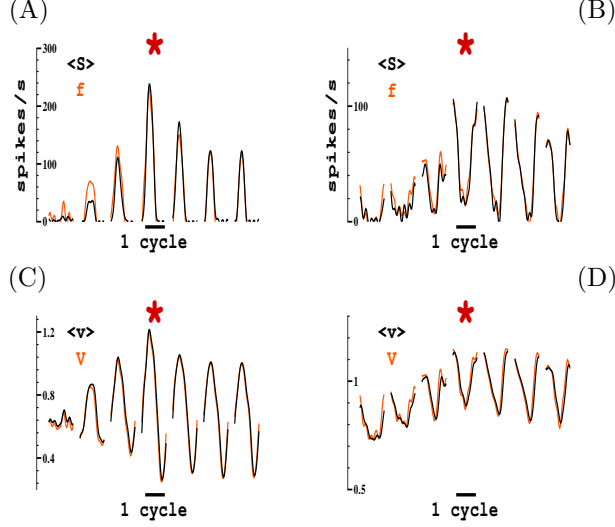 (A)
(B)
300
200
100
0
spikes/s
<S>
f
*
1 cycle
100
0
spikes/s
<S>
f
*
1 cycle
(C)
(D)
1.2
0.8
0.4
<v>
V
*
1 cycle
1
0.5
<v>
V
*
1 cycle